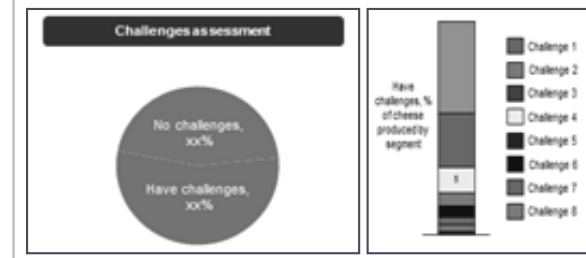 Challenges assessment
No challenges,
xx%
Have challenges,
xx%
Have
challenges, %
of cheese
produced by
segment
1
Challenge 1
Challenge 2
Challenge 3
Challenge 4
Challenge 5
Challenge 6
Challenge 7
Challenge 8